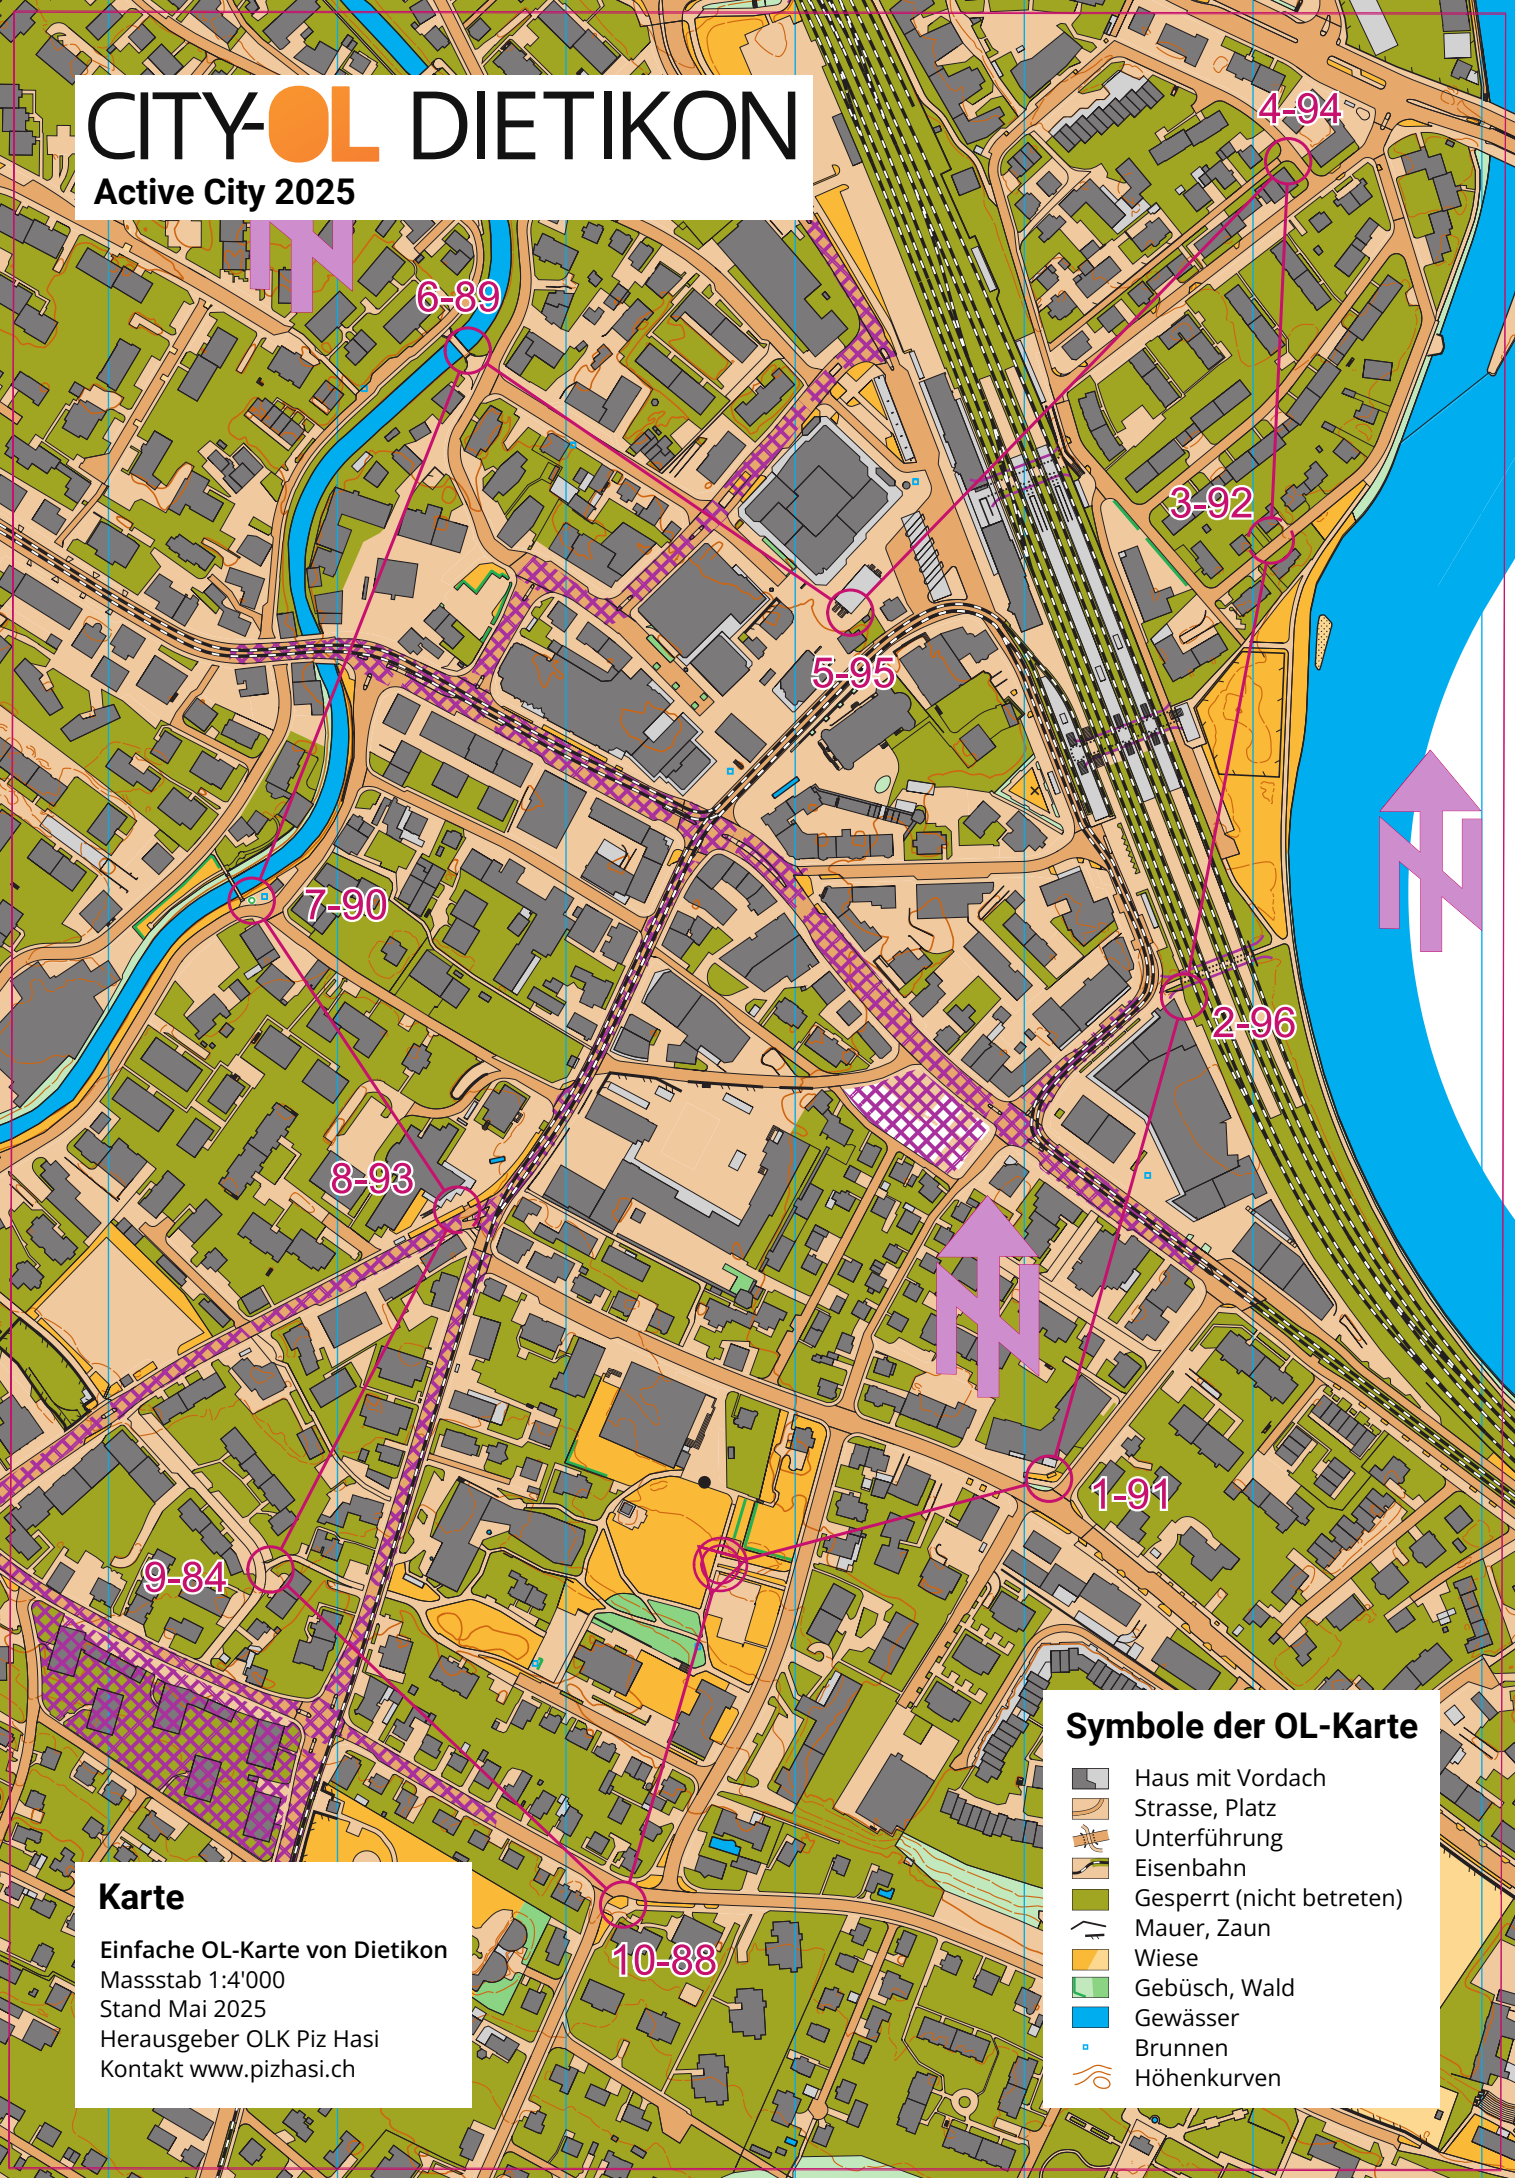 CITY-OL DIETIKON
Active City 2025
4-94
6-89
3-92
5-95
7-90
2-96
8-93
1-91
9-84
10-88
Symbole der OL-Karte
Haus mit Vordach
Strasse, Platz
Unterführung
Eisenbahn
Gesperrt (nicht betreten)
Mauer, Zaun
Wiese
Gebüsch, Wald
Gewässer
Brunnen
Höhenkurven
Karte
Einfache OL-Karte von Dietikon
Massstab 1:4'000
Stand Mai 2025
Herausgeber OLK Piz Hasi
Kontakt www.pizhasi.ch
N
N
N